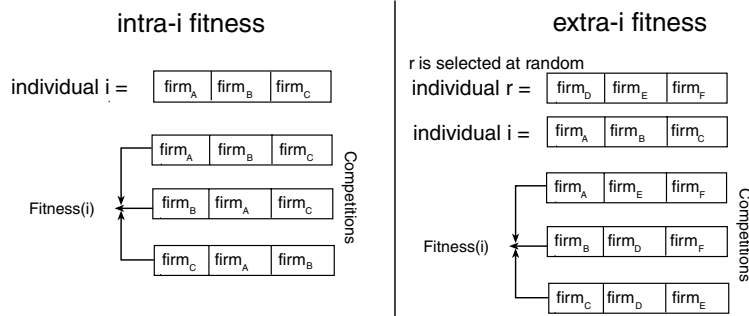 intra-i fitness
individual i =
firmA firmB firmC
firmA firmB firmC
Fitness(i)
firmB firmA firmC
firmC firmA firmB
Competitions
extra-i fitness
r is selected at random
individual r =
firmD firmE firmF
individual i =
firmA firmB firmC
firmA firmE firmF
Fitness(i)
firmB firmD firmF
firmC firmD firmE
Competitions